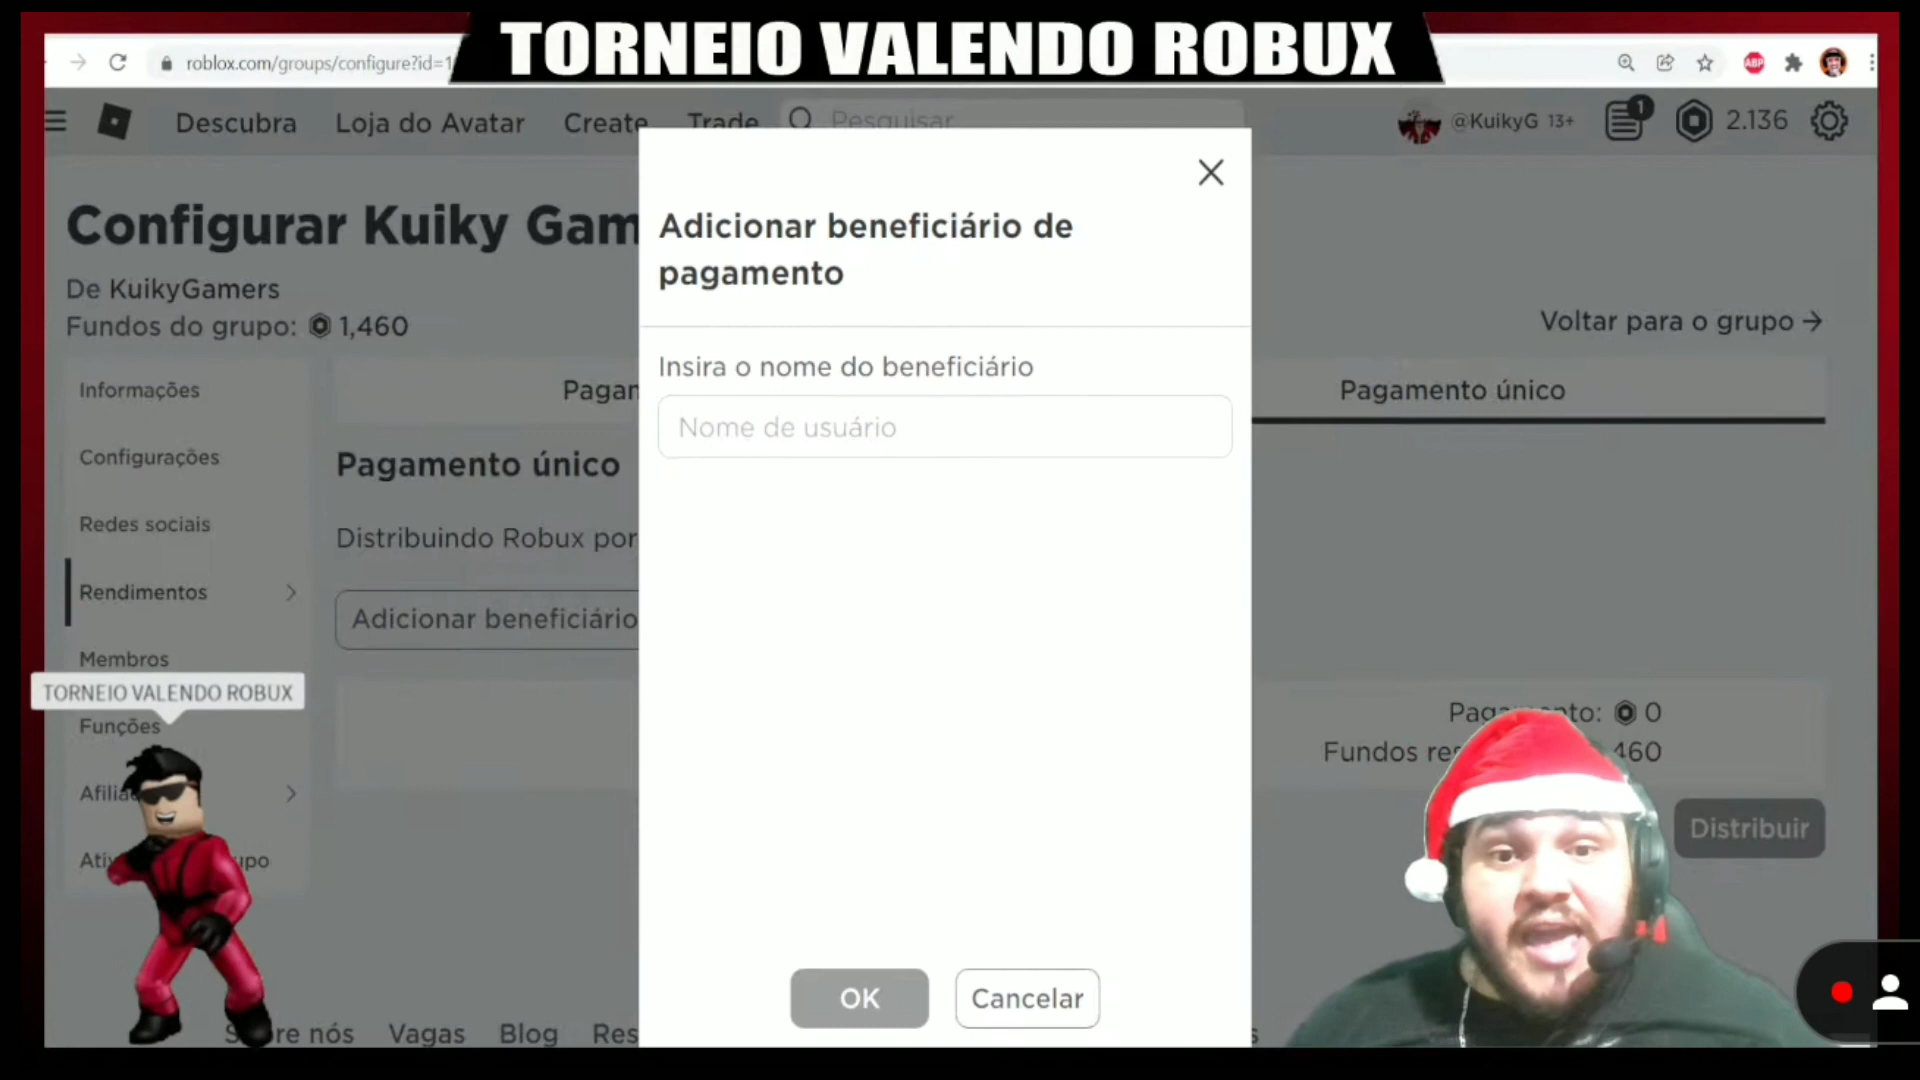 TORNEIO VALENDO ROBUX
roblox.com/groups/configure?id=1
ABP
Descubra Loja do Avatar Create Trade Pesquisar @KuikyG 13+ 1 2.136
Configurar Kuiky Gam
De KuikyGamers
Fundos do grupo: 1,460
Voltar para o grupo
Adicionar beneficiário de
pagamento
Insira o nome do beneficiário
Nome de usuário
OK Cancelar
Informações
Configurações
Redes sociais
Rendimentos
Membros
Funções
Pagamento único
Pagamento único
Distribuindo Robux por
Adicionar beneficiário
TORNEIO VALENDO ROBUX
0
460
Distribuir
Vagas Blog